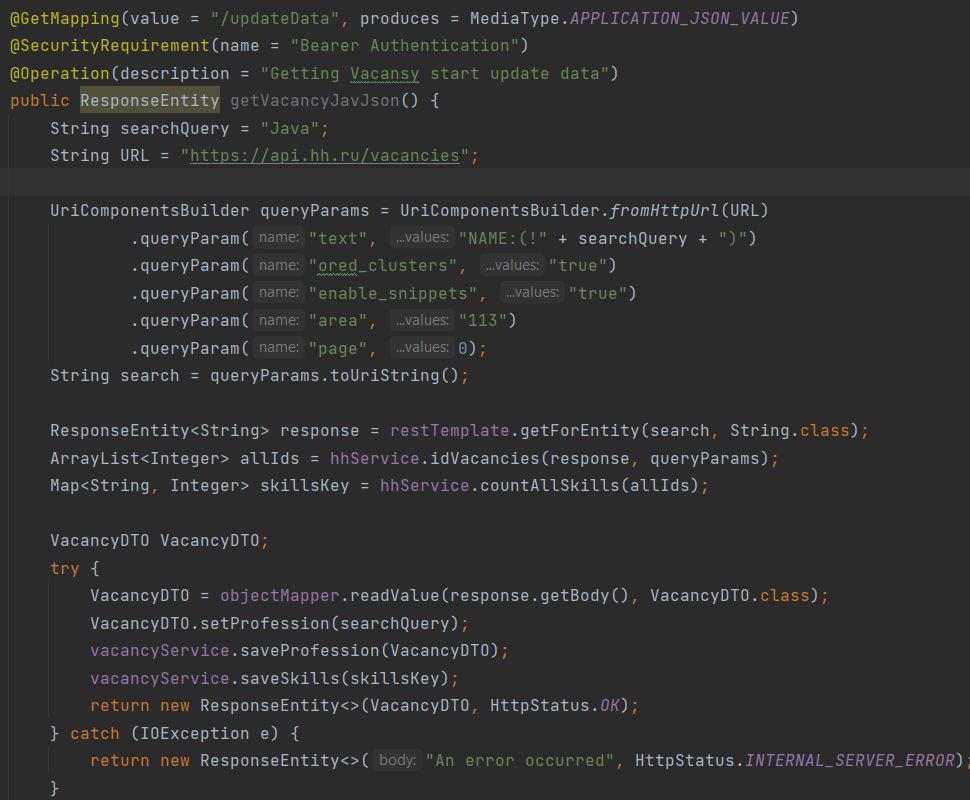 @GetMapping(value = "/updateData", produces = MediaType.APPLICATION_JSON_VALUE)
@SecurityRequirement(name = "Bearer Authentication")
@Operation(description = "Getting Vacansy start update data")
public ResponseEntity getVacancyJavJson() {
    String searchQuery = "Java";
    String URL = "https://api.hh.ru/vacancies";

    UriComponentsBuilder queryParams = UriComponentsBuilder.fromHttpUrl(URL)
            .queryParam( name: "text", ...values: "NAME:(!" + searchQuery + ")")
            .queryParam( name: "ored_clusters", ...values: "true")
            .queryParam( name: "enable_snippets", ...values: "true")
            .queryParam( name: "area", ...values: "113")
            .queryParam( name: "page", ...values: 0);
    String search = queryParams.toUriString();

    ResponseEntity<String> response = restTemplate.getForEntity(search, String.class);
    ArrayList<Integer> allIds = hhService.idVacancies(response, queryParams);
    Map<String, Integer> skillsKey = hhService.countAllSkills(allIds);

    VacancyDTO VacancyDTO;
    try {
        VacancyDTO = objectMapper.readValue(response.getBody(), VacancyDTO.class);
        VacancyDTO.setProfession(searchQuery);
        vacancyService.saveProfession(VacancyDTO);
        vacancyService.saveSkills(skillsKey);
        return new ResponseEntity<>(VacancyDTO, HttpStatus.OK);
    } catch (IOException e) {
        return new ResponseEntity<>( body: "An error occurred", HttpStatus.INTERNAL_SERVER_ERROR);
    }